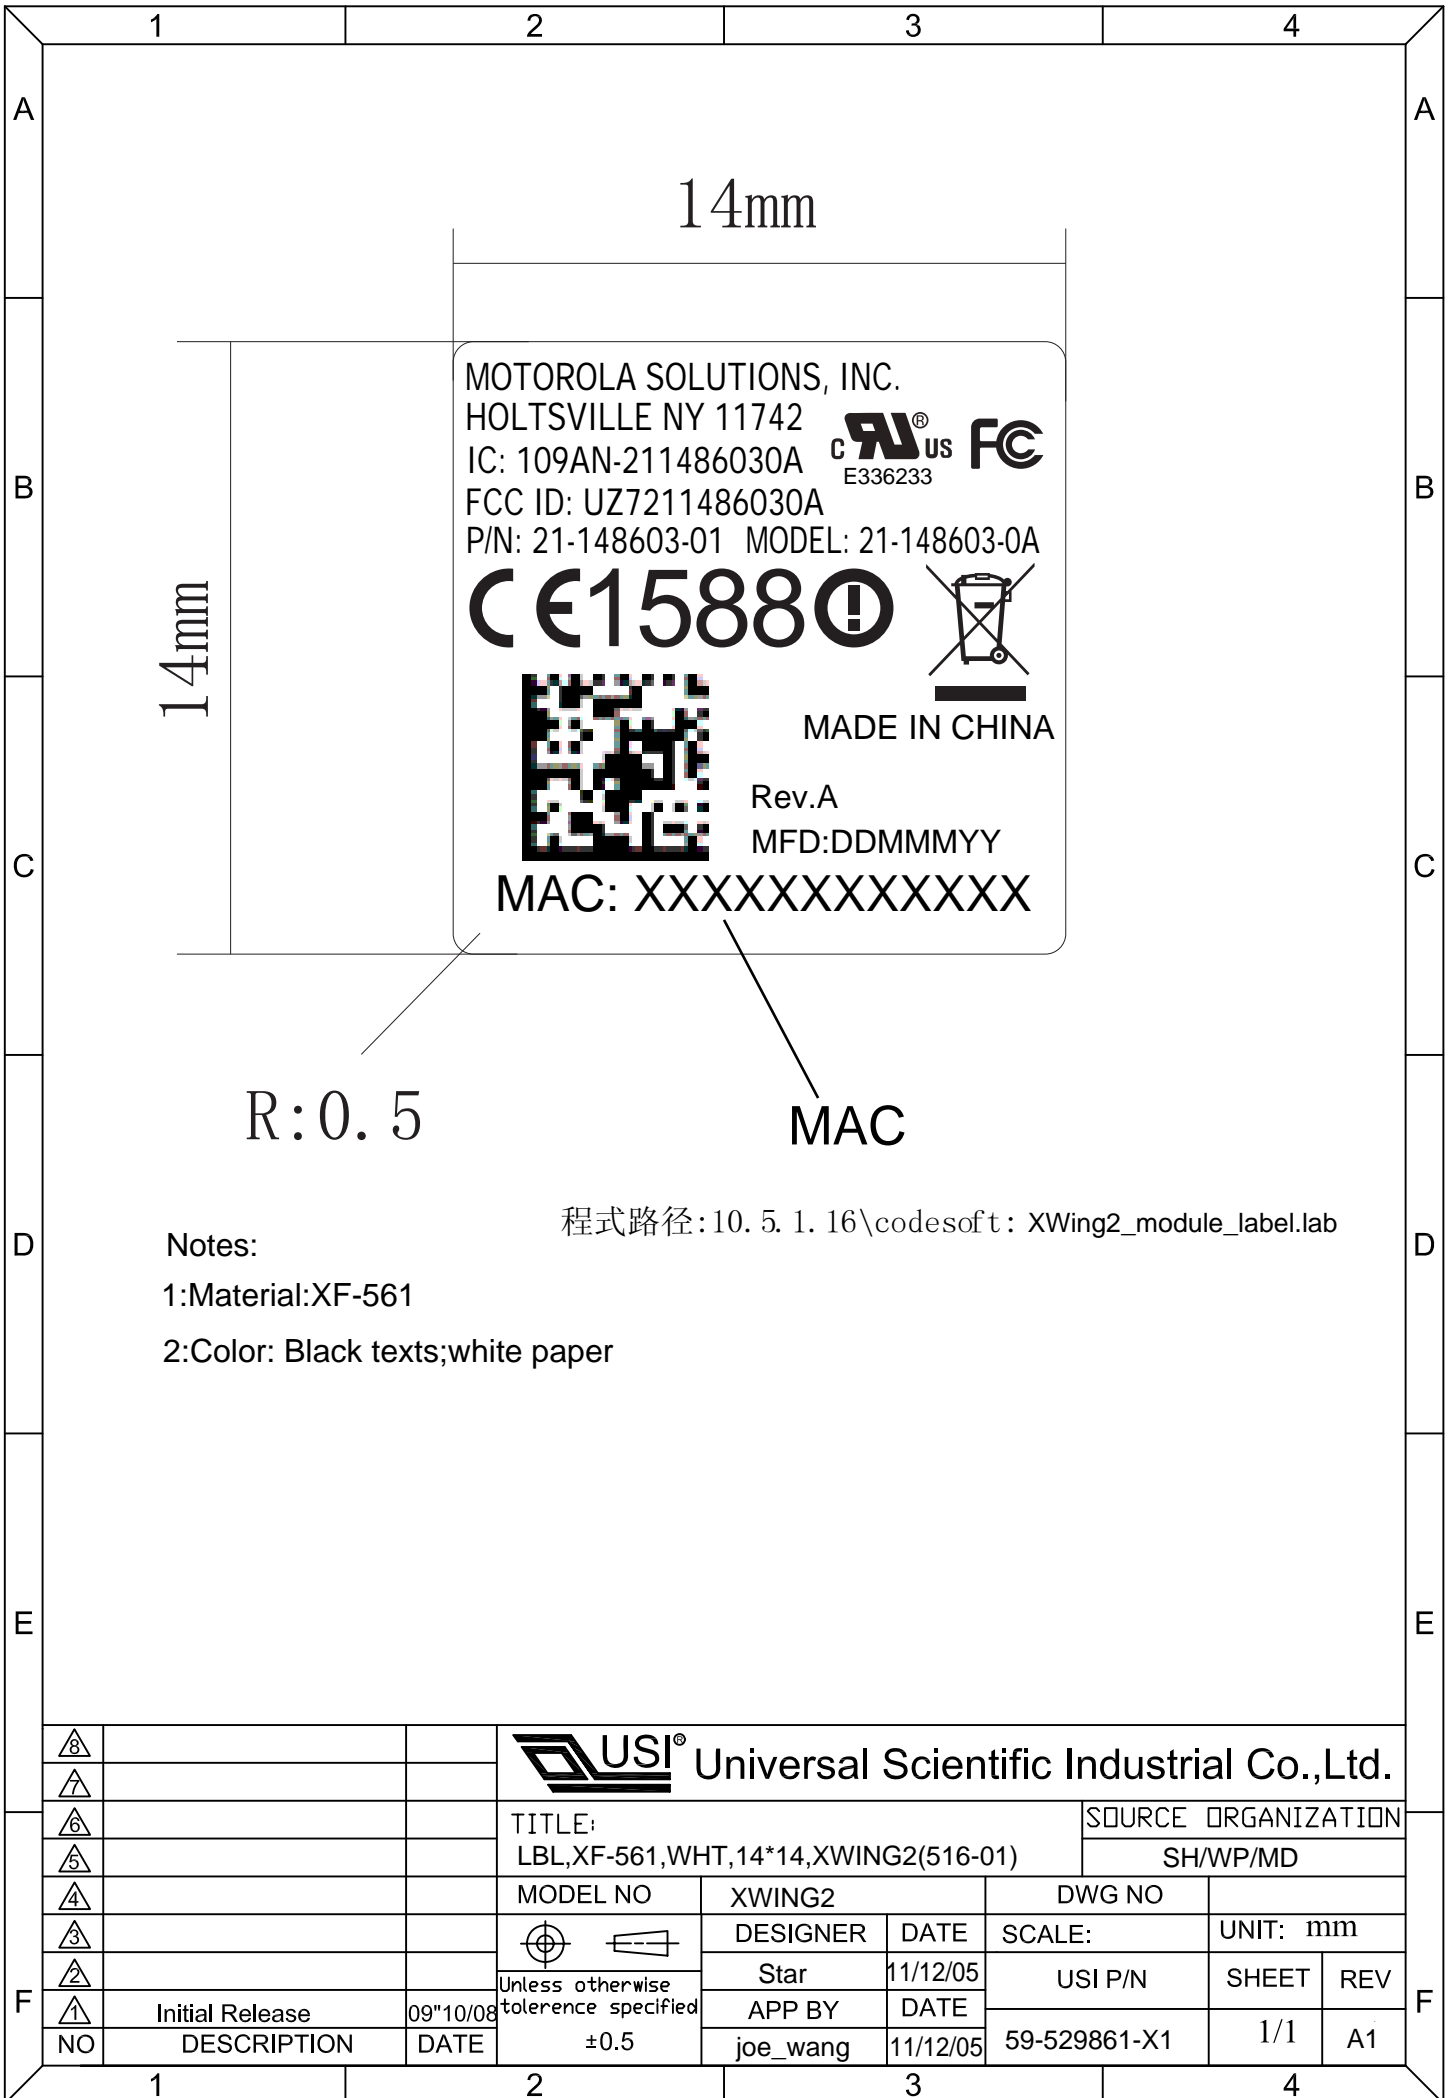 1 2 3 4
A A
14mm
MOTOROLA SOLUTIONS, INC.
HOLTSVILLE NY 11742
IC: 109AN-211486030A
C RU ® US FC
E336233
FCC ID: UZ7211486030A
P/N: 21-148603-01 MODEL: 21-148603-0A
B B
14mm
CE1588
MADE IN CHINA
Rev.A
MFD:DDMMMYY
C C
MAC: XXXXXXXXXXXX
R:0.5
MAC
程式路径:10.5.1.16\codesoft: XWing2_module_label.lab
D D
Notes:
1:Material:XF-561
2:Color: Black texts;white paper
E E
8
USI® Universal Scientific Industrial Co.,Ltd.
7
6
TITLE:
SOURCE ORGANIZATION
5
LBL,XF-561,WHT,14*14,XWING2(516-01)
SH/WP/MD
4
MODEL NO XWING2 DWG NO
3
DESIGNER DATE SCALE: UNIT: mm
2
Unless otherwise
tolerence specified
±0.5
Star 11/12/05 USI P/N SHEET REV
F F
1 Initial Release 09"10/08
APP BY DATE
NO DESCRIPTION DATE
joe_wang 11/12/05 59-529861-X1 1/1 A1
1 2 3 4